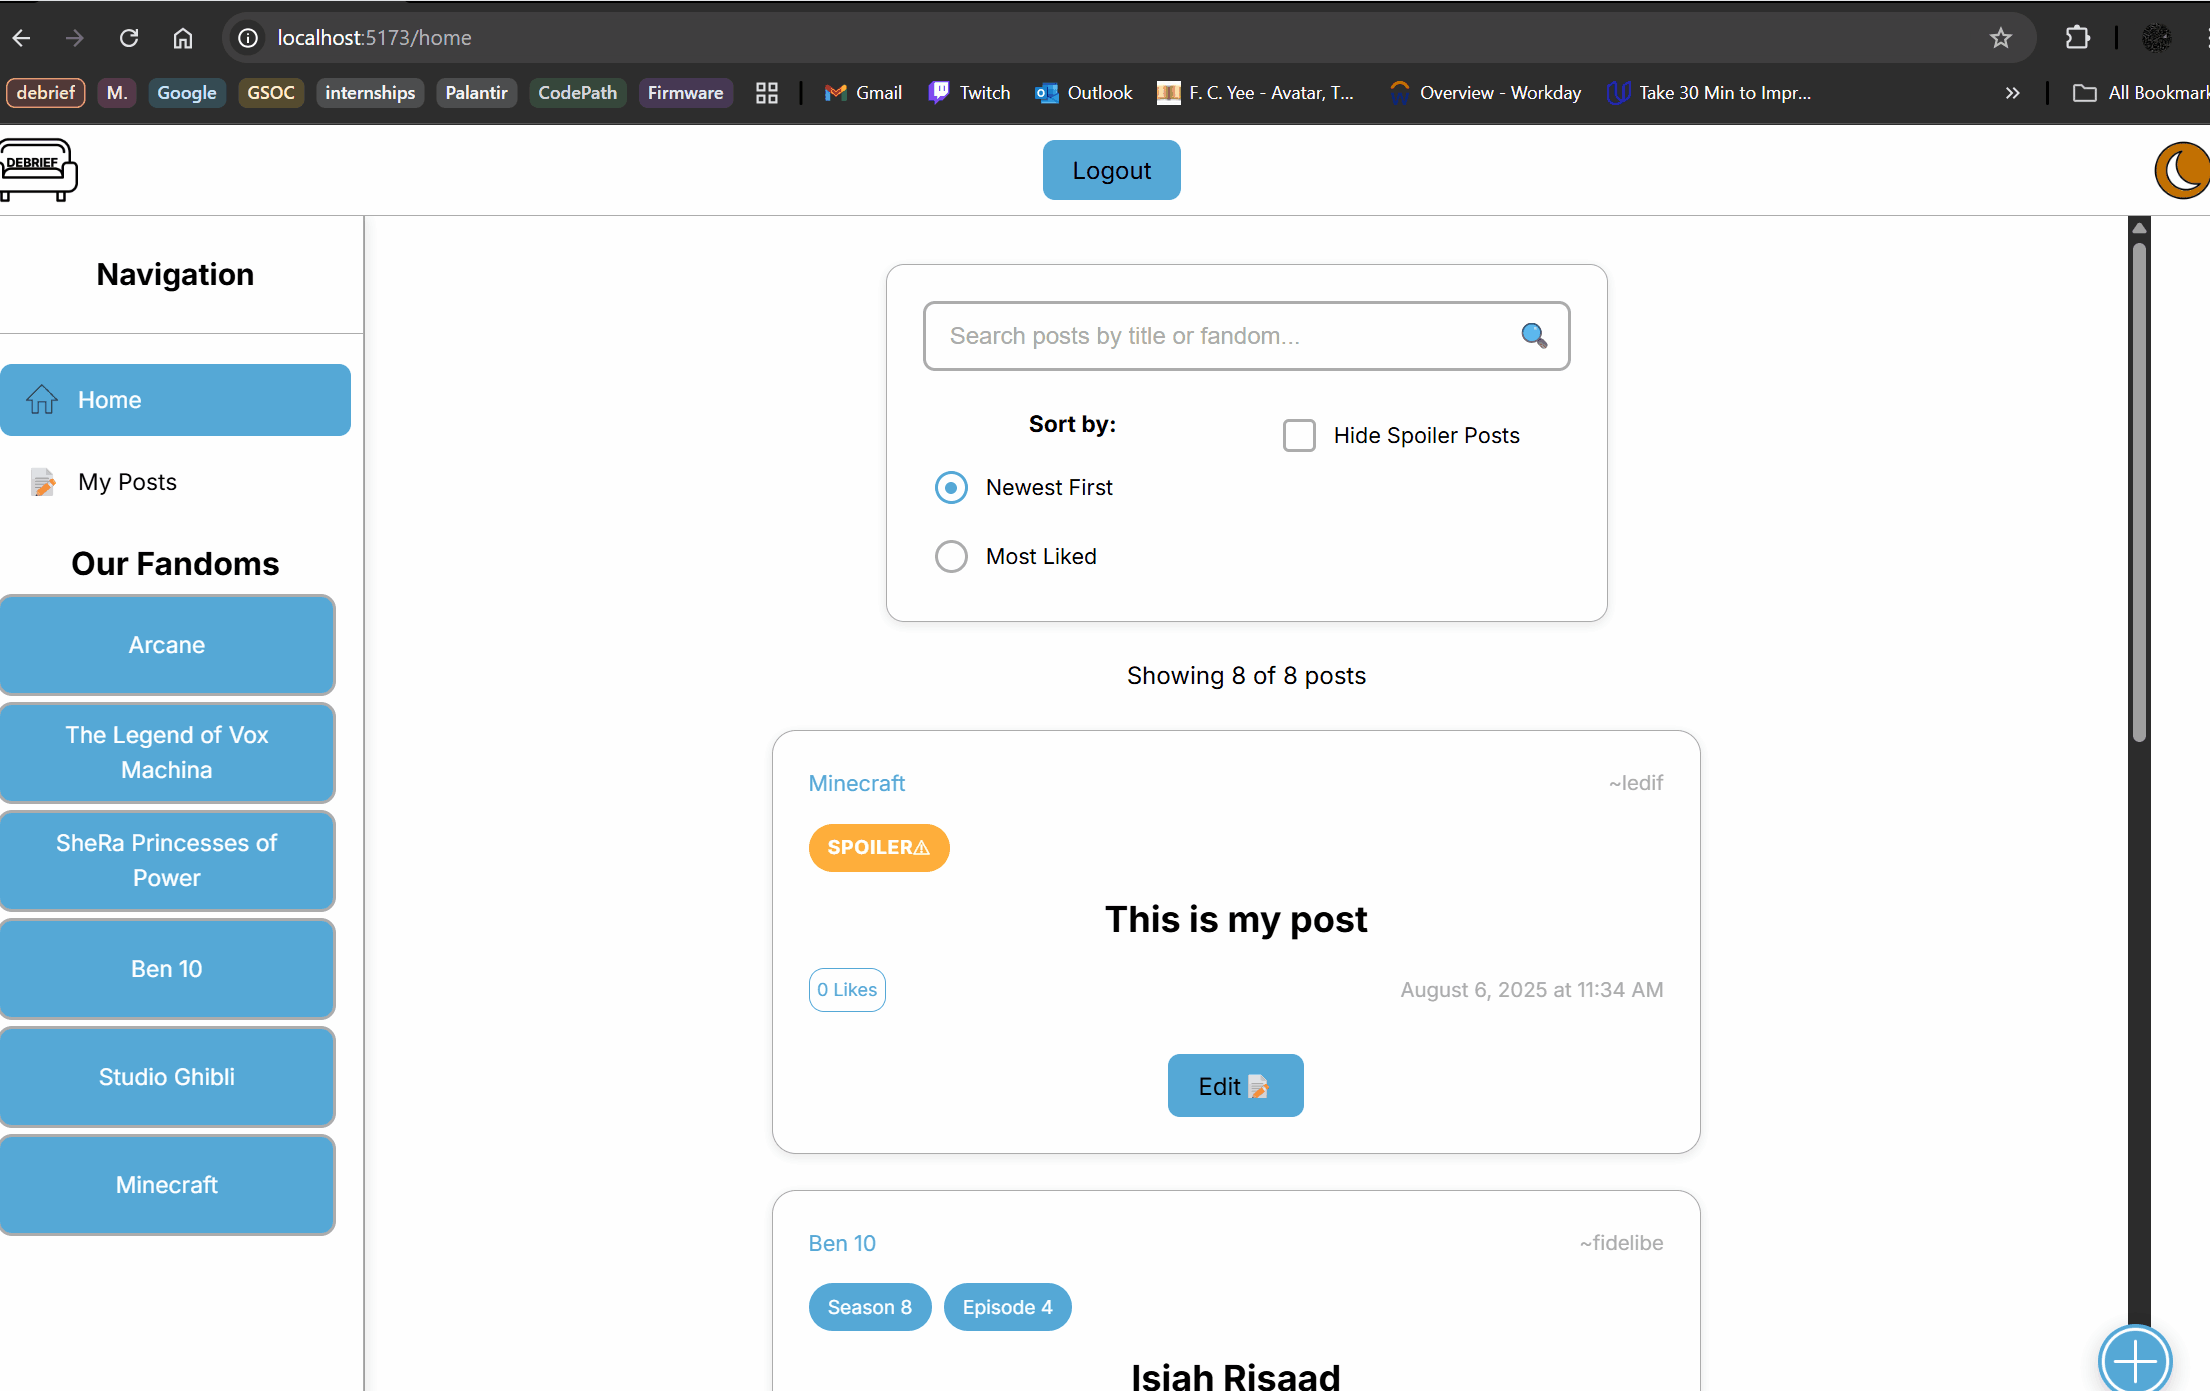 localhost:5173/home
debrief M. Google GSOC internships Palantir CodePath Firmware Gmail Twitch Outlook F. C. Yee - Avatar, T... Overview - Workday Take 30 Min to Impr... All Bookmark
DEBRIEF
Logout
Navigation
Home
My Posts
Our Fandoms
Arcane
The Legend of Vox
Machina
SheRa Princesses of
Power
Ben 10
Studio Ghibli
Minecraft
Search posts by title or fandom...
Sort by:
Hide Spoiler Posts
Newest First
Most Liked
Showing 8 of 8 posts
Minecraft ~ledif
SPOILER⚠
This is my post
0 Likes August 6, 2025 at 11:34 AM
Edit
Ben 10 ~fidelibe
Season 8 Episode 4
Isiah Risaad